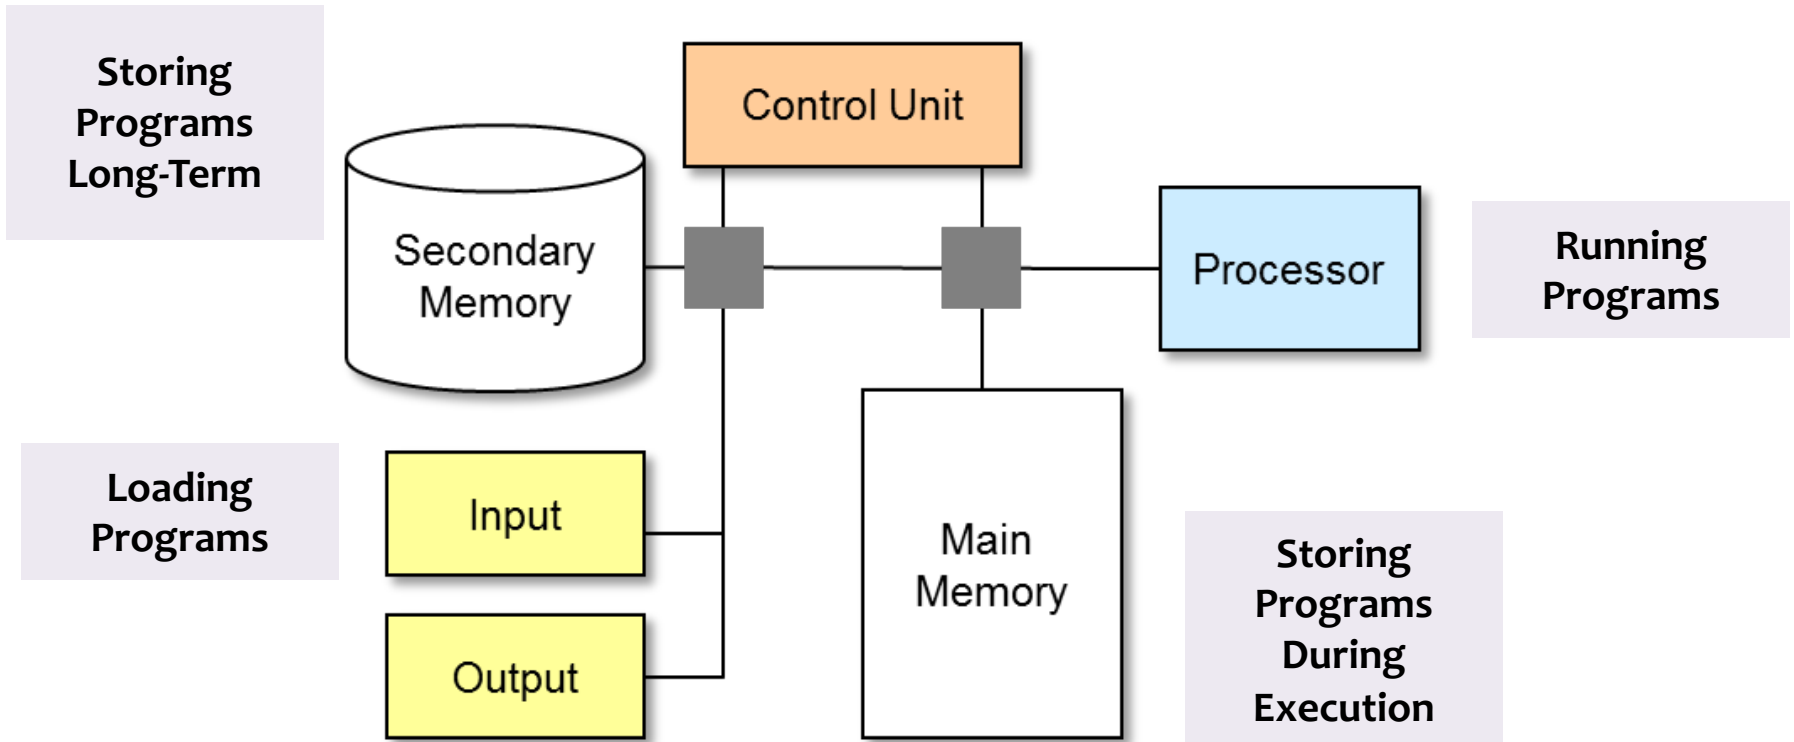 Storing
Programs
Long-Term
Control Unit
Secondary
Memory
Processor
Running
Programs
Loading
Programs
Input
Output
Main
Memory
Storing
Programs
During
Execution